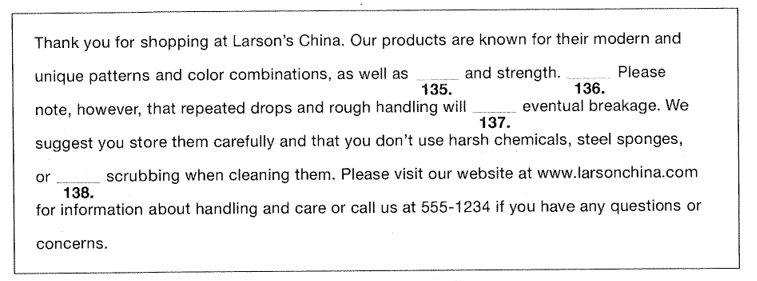 Thank you for shopping at Larson's China. Our products are known for their modern and
unique patterns and color combinations, as well as ______ and strength. ______ Please
135. 136.
note, however, that repeated drops and rough handling will ______ eventual breakage. We
137.
suggest you store them carefully and that you don't use harsh chemicals, steel sponges,
or ______ scrubbing when cleaning them. Please visit our website at www.larsonchina.com
138.
for information about handling and care or call us at 555-1234 if you have any questions or
concerns.